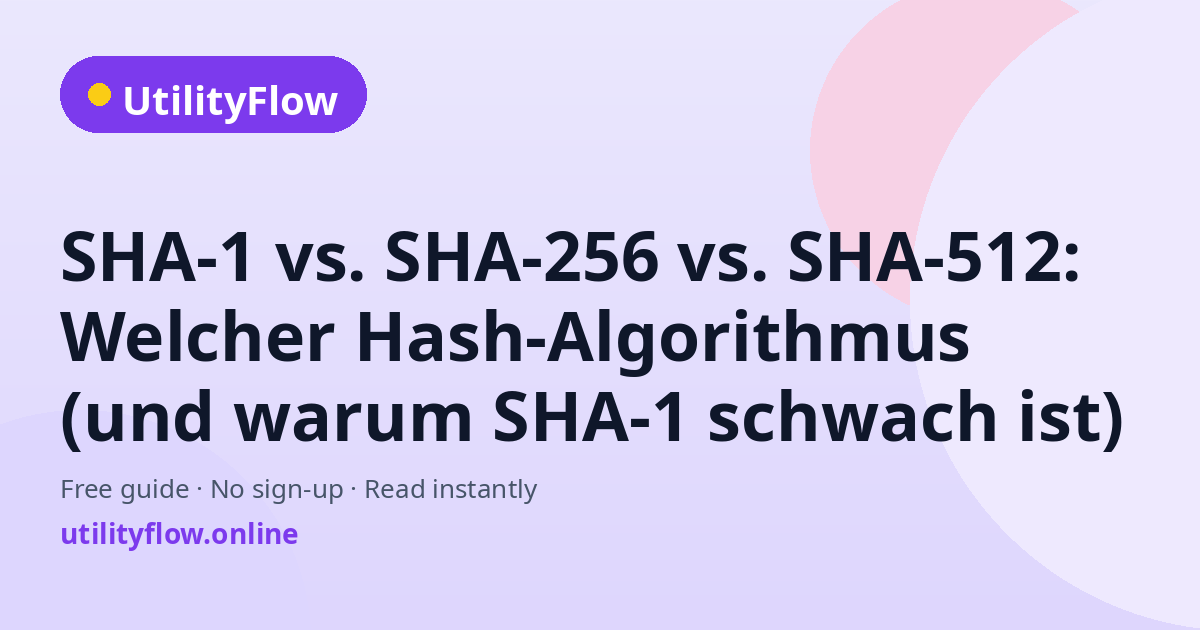 UtilityFlow
SHA-1 vs. SHA-256 vs. SHA-512:
Welcher Hash-Algorithmus
(und warum SHA-1 schwach ist)
Free guide · No sign-up · Read instantly
utilityflow.online